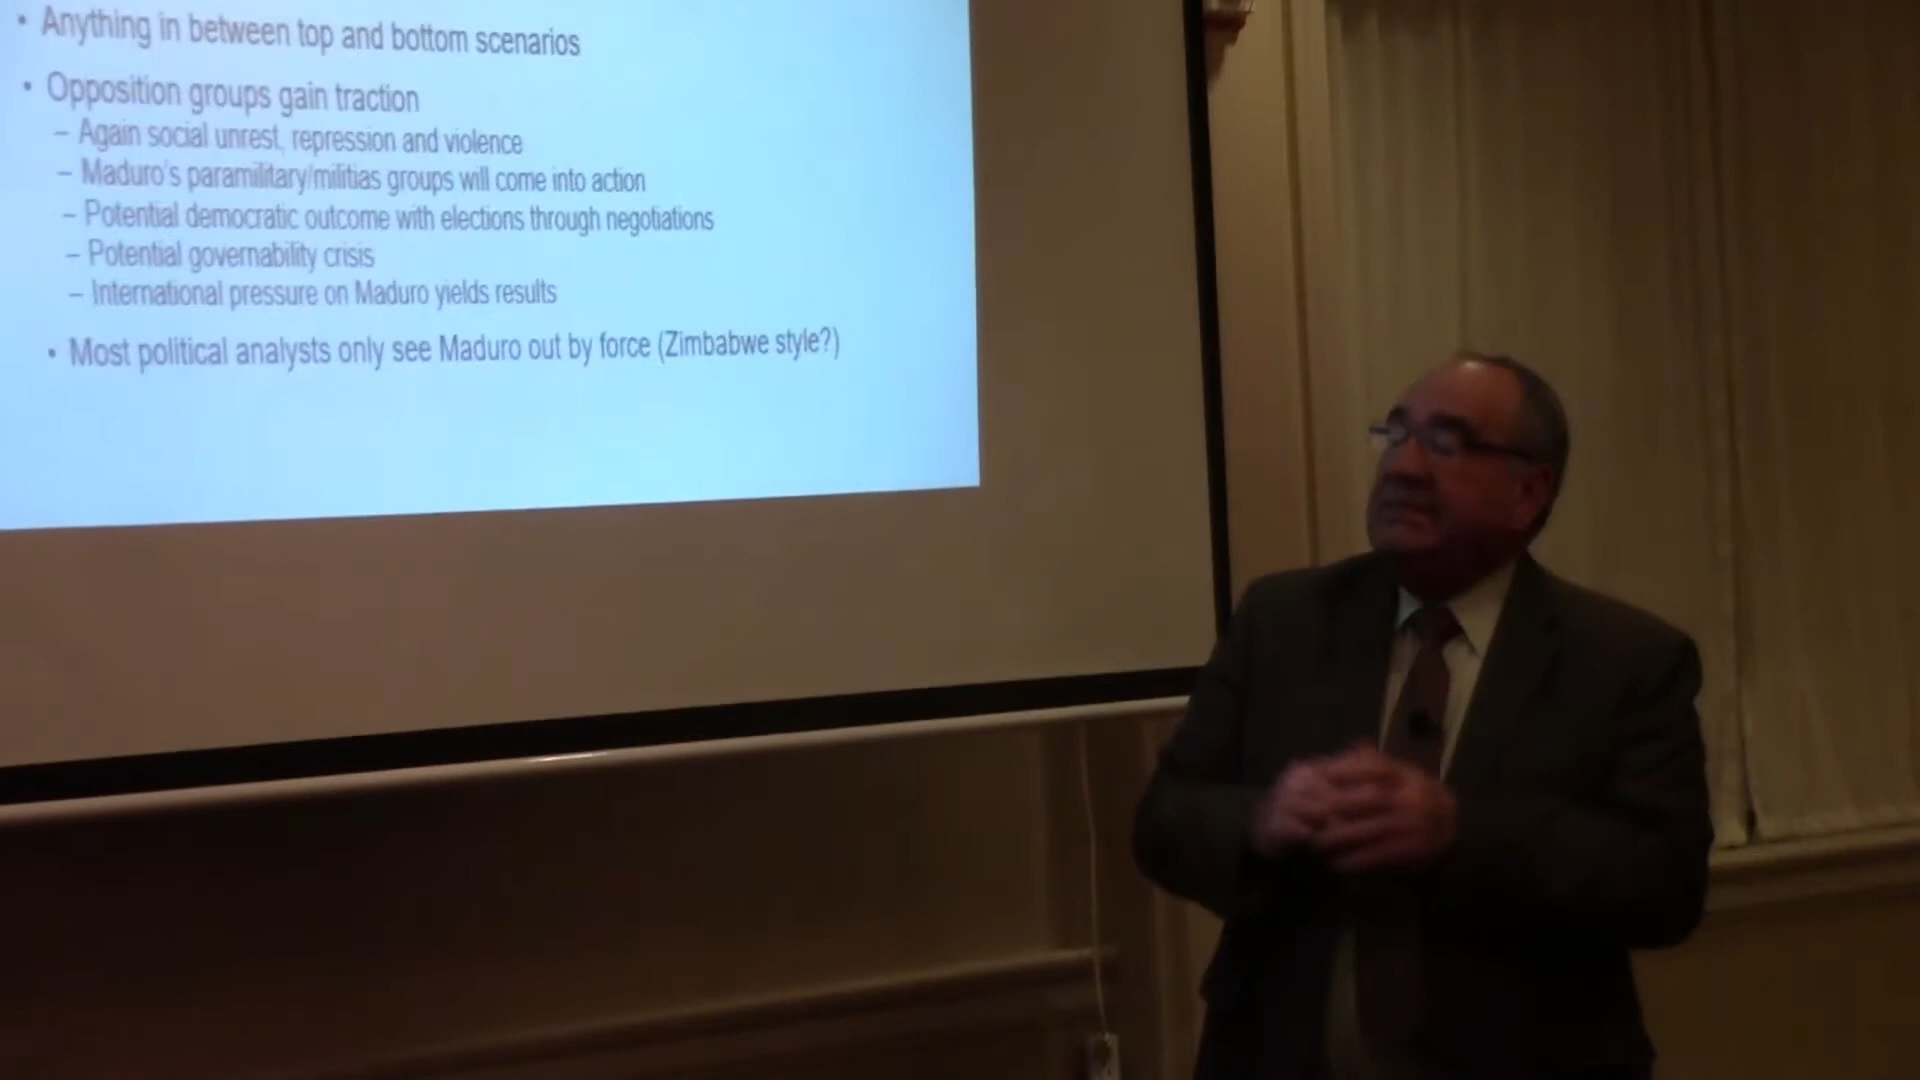 • Anything in between top and bottom scenarios
• Opposition groups gain traction
– Again social unrest, repression and violence
– Maduro's paramilitary/militias groups will come into action
– Potential democratic outcome with elections through negotiations
– Potential governability crisis
– International pressure on Maduro yields results
• Most political analysts only see Maduro out by force (Zimbabwe style?)